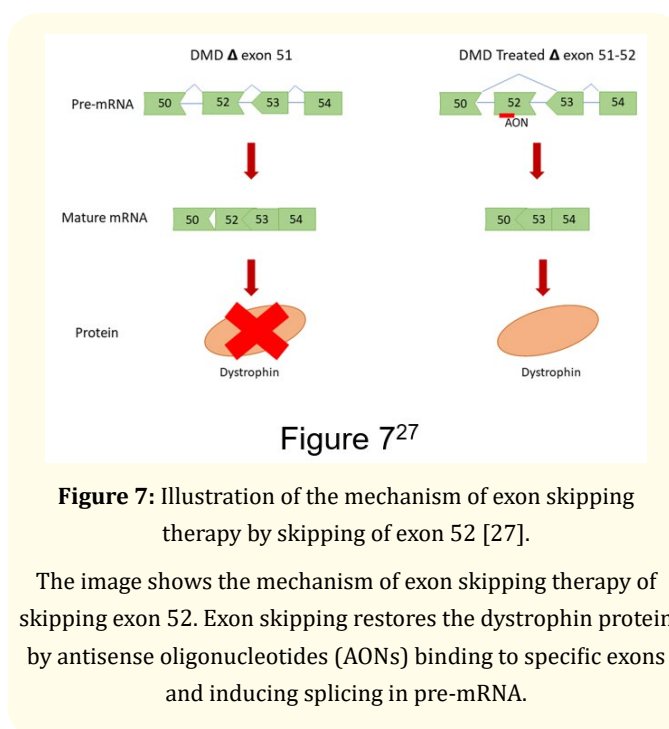 DMD Δ exon 51
DMD Treated Δ exon 51-52
Pre-mRNA
50
52
53
54
50
52
53
54
AON
Mature mRNA
50
52
53
54
50
53
54
Protein
Dystrophin
Dystrophin
Figure 7²⁷
Figure 7: Illustration of the mechanism of exon skipping
therapy by skipping of exon 52 [27].
The image shows the mechanism of exon skipping therapy of
skipping exon 52. Exon skipping restores the dystrophin protein
by antisense oligonucleotides (AONs) binding to specific exons
and inducing splicing in pre-mRNA.